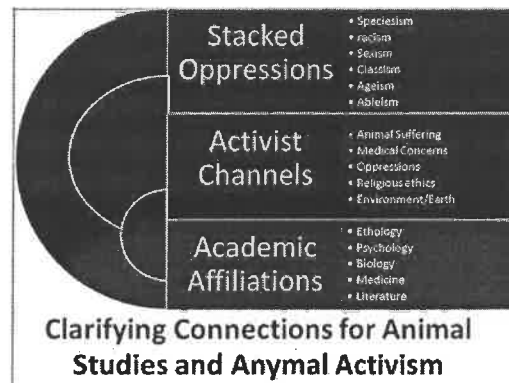 Stacked
Oppressions
• Speciesism
• racism
• Sexism
• Classism
• Ageism
• Ableism
Activist
Channels
• Animal Suffering
• Medical Concerns
• Oppressions
• Religious ethics
• Environment/Earth
Academic
Affiliations
• Ethology
• Psychology
• Biology
• Medicine
• Literature
Clarifying Connections for Animal
Studies and Anymal Activism